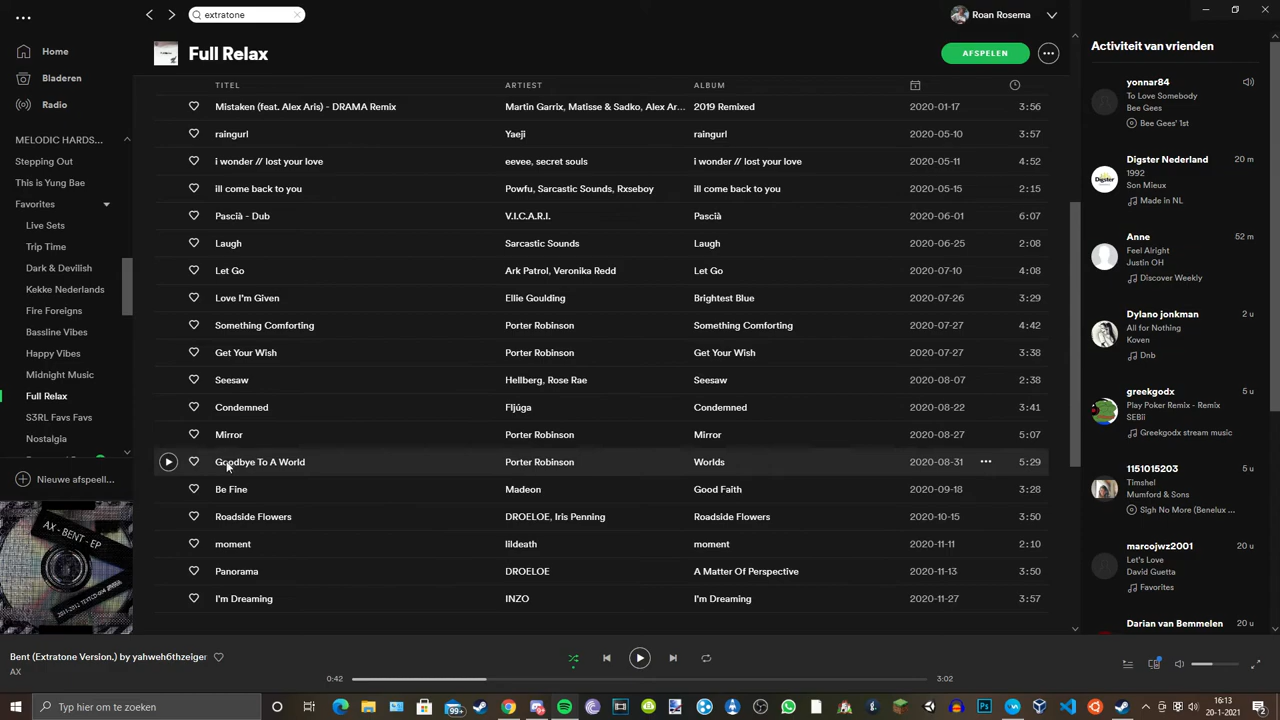 extratone
Roan Rosema
Home
Bladeren
Radio
MELODIC HARDS...
Stepping Out
This is Yung Bae
Favorites
Live Sets
Trip Time
Dark & Devilish
Kekke Nederlands
Fire Foreigns
Bassline Vibes
Happy Vibes
Midnight Music
Full Relax
S3RL Favs Favs
Nostalgia
Nieuwe afspeell...
AX - BENT - EP
Full Relax
AFSPELEN
TITEL ARTIEST ALBUM
Mistaken (feat. Alex Aris) - DRAMA Remix Martin Garrix, Matisse & Sadko, Alex Ar... 2019 Remixed 2020-01-17 3:56
raingurl Yaeji raingurl 2020-05-10 3:57
i wonder // lost your love eevee, secret souls i wonder // lost your love 2020-05-11 4:52
ill come back to you Powfu, Sarcastic Sounds, Rxseboy ill come back to you 2020-05-15 2:15
Pascià - Dub V.I.C.A.R.I. Pascià 2020-06-01 6:07
Laugh Sarcastic Sounds Laugh 2020-06-25 2:08
Let Go Ark Patrol, Veronika Redd Let Go 2020-07-10 4:08
Love I'm Given Ellie Goulding Brightest Blue 2020-07-26 3:29
Something Comforting Porter Robinson Something Comforting 2020-07-27 4:42
Get Your Wish Porter Robinson Get Your Wish 2020-07-27 3:38
Seesaw Hellberg, Rose Rae Seesaw 2020-08-07 2:38
Condemned Fljúga Condemned 2020-08-22 3:41
Mirror Porter Robinson Mirror 2020-08-27 5:07
Goodbye To A World Porter Robinson Worlds 2020-08-31 5:29
Be Fine Madeon Good Faith 2020-09-18 3:28
Roadside Flowers DROELOE, Iris Penning Roadside Flowers 2020-10-15 3:50
moment lildeath moment 2020-11-11 2:10
Panorama DROELOE A Matter Of Perspective 2020-11-13 3:50
I'm Dreaming INZO I'm Dreaming 2020-11-27 3:57
Activiteit van vrienden
yonnar84
To Love Somebody
Bee Gees
Bee Gees' 1st
Digster Nederland 20 m
1992
Son Mieux
Made in NL
Anne 52 m
Feel Alright
Justin OH
Discover Weekly
Dylano jonkman 2 u
All for Nothing
Koven
Dnb
greekgodx 5 u
Play Poker Remix - Remix
SEBii
Greekgodx stream music
1151015203 5 u
Timshel
Mumford & Sons
Sigh No More (Benelux ...
marcojwz2001 20 u
Let's Love
David Guetta
Favorites
Darian van Bemmelen 20 u
Bent (Extratone Version.) by yahweh6thzeiger
AX
0:42
3:02
Typ hier om te zoeken
99+
16:13
2-1-2021